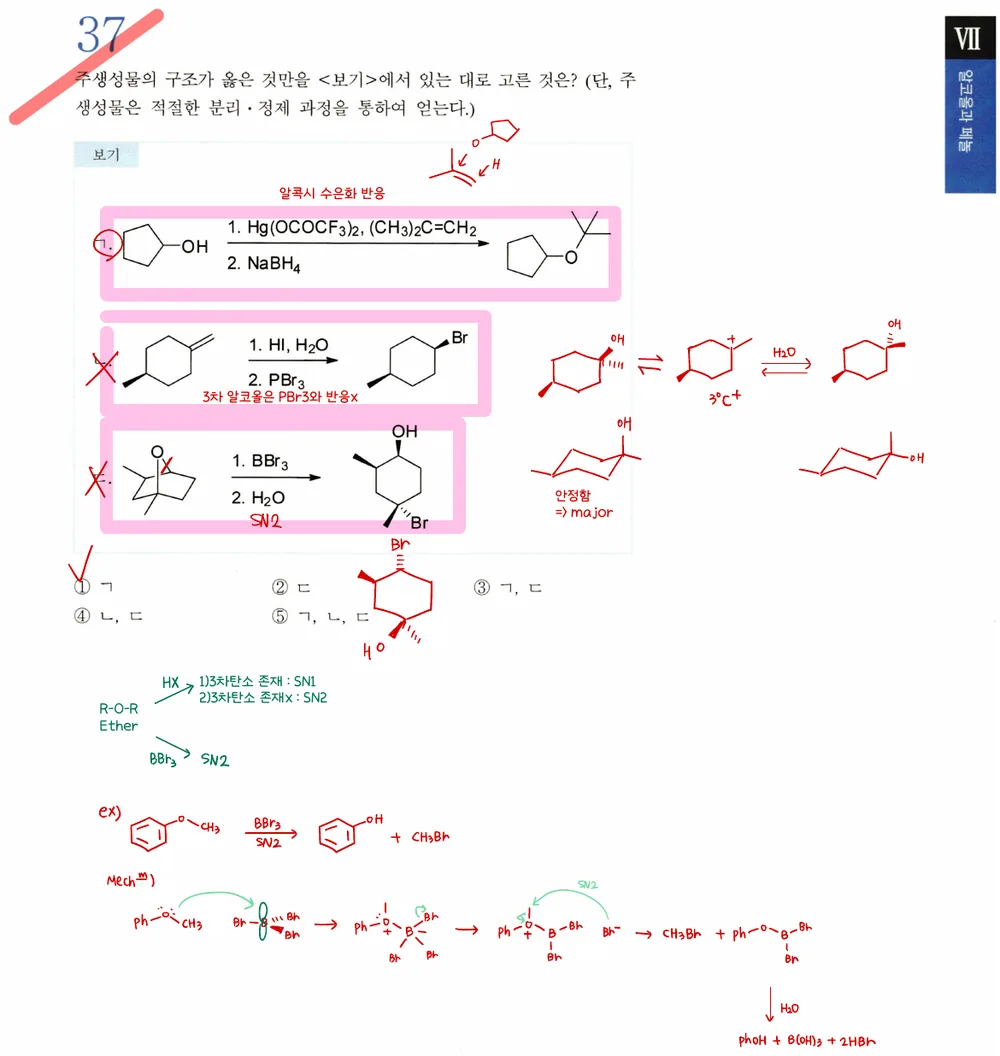 37
주생성물의 구조가 옳은 것만을 <보기>에서 있는 대로 고른 것은? (단, 주
생성물은 적절한 분리·정제 과정을 통하여 얻는다.)
VII
알코올과 페놀
보기
O
H
알콕시 수은화 반응
ㄱ.
OH
1. Hg(OCOCF3)2, (CH3)2C=CH2
2. NaBH4
O
ㄴ.
1. HI, H2O
2. PBr3
Br
3차 알코올은 PBr3와 반응x
OH
+
H2O
OH
3°C+
ㄷ.
O
1. BBr3
2. H2O
SN2
OH
Br
OH
안정함
=> major
OH
① ㄱ
② ㄷ
③ ㄱ, ㄷ
④ ㄴ, ㄷ
⑤ ㄱ, ㄴ, ㄷ
Br
HO
R-O-R
Ether
HX
1)3차탄소 존재 : SN1
2)3차탄소 존재x : SN2
BBr3
SN2
ex)
O
CH3
BBr3
SN2
OH
+ CH3Br
Mech m)
Ph O CH3
Br B Br Br
Ph O + B Br Br Br
Ph O + B Br Br
SN2
Br-
CH3Br + Ph O B Br Br
H2O
PhOH + B(OH)3 + 2HBr